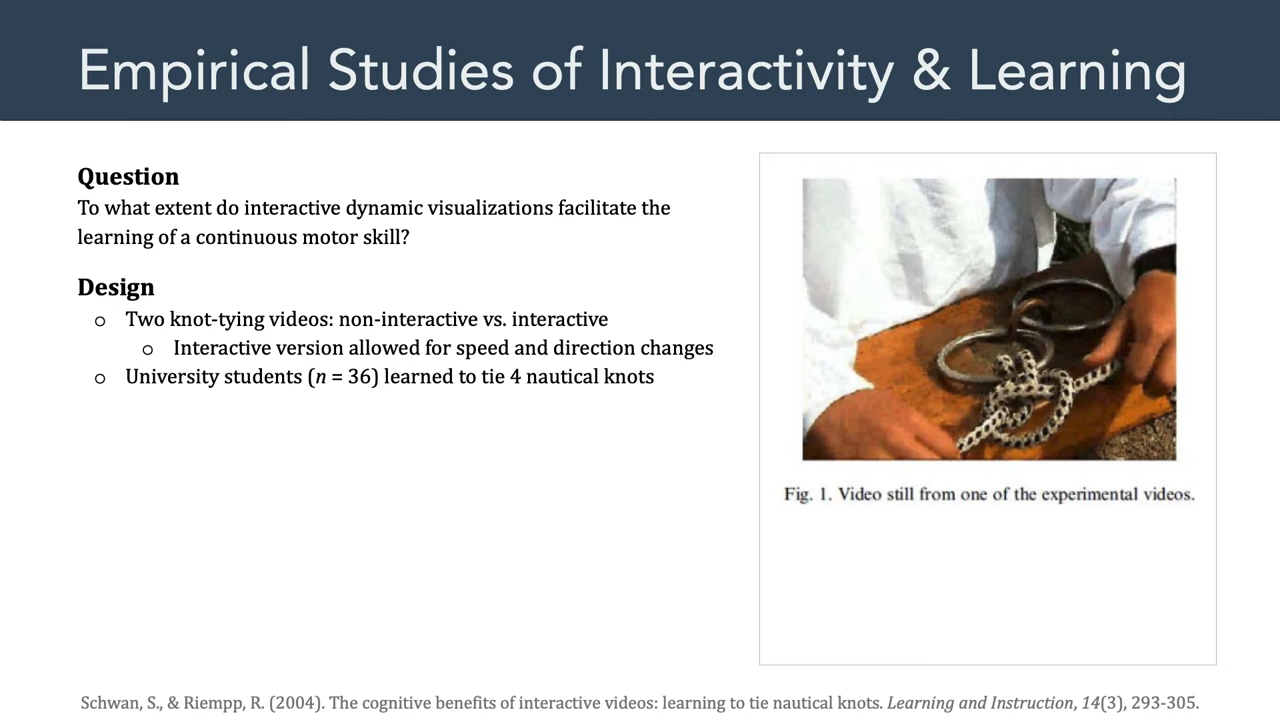 Empirical Studies of Interactivity & Learning
Question
To what extent do interactive dynamic visualizations facilitate the
learning of a continuous motor skill?
Design
o Two knot-tying videos: non-interactive vs. interactive
o Interactive version allowed for speed and direction changes
o University students (n = 36) learned to tie 4 nautical knots
Fig. 1. Video still from one of the experimental videos.
Schwan, S., & Riempp, R. (2004). The cognitive benefits of interactive videos: learning to tie nautical knots. Learning and Instruction, 14(3), 293-305.